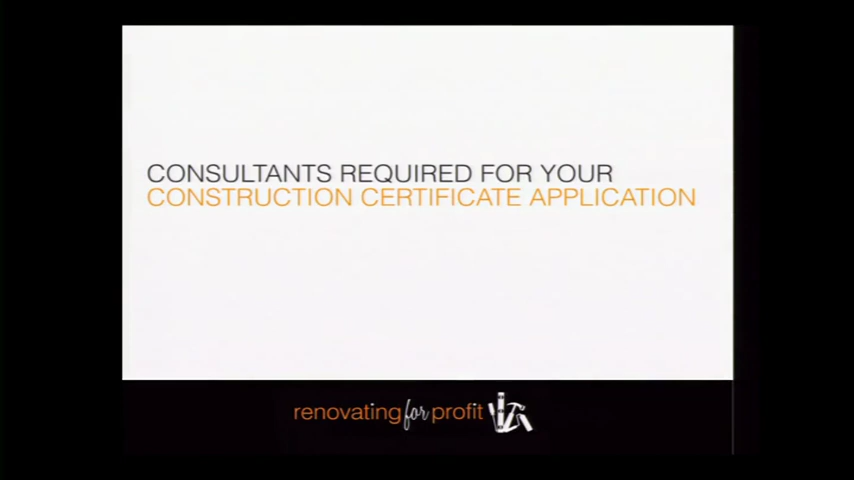 CONSULTANTS REQUIRED FOR YOUR
CONSTRUCTION CERTIFICATE APPLICATION
renovating for profit